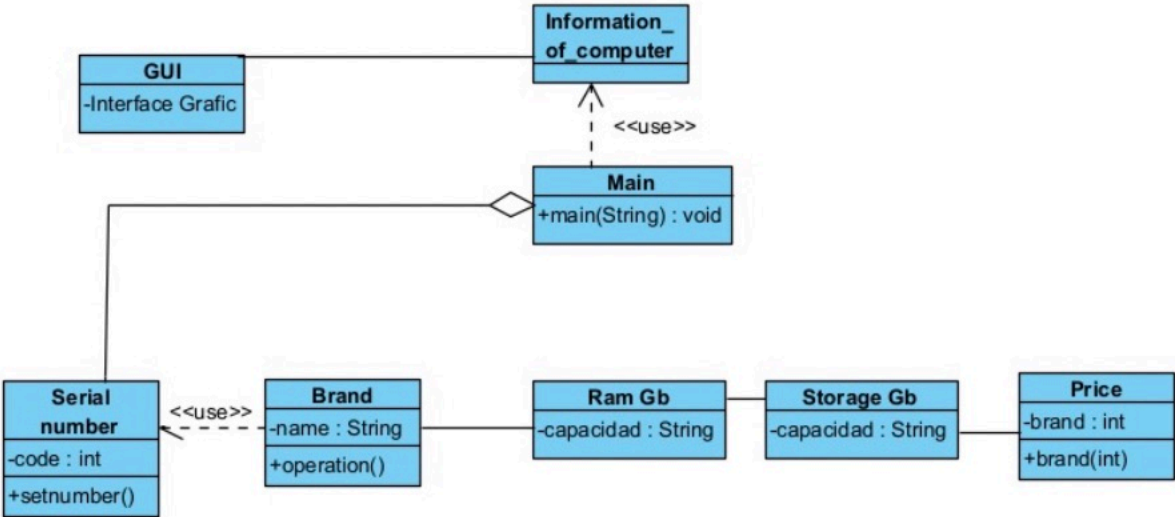 Information_
of_computer
GUI
-Interface Grafic
<<use>>
Main
+main(String) : void
Serial
number
-code : int
+setnumber()
<<use>>
Brand
-name : String
+operation()
Ram Gb
-capacidad : String
Storage Gb
-capacidad : String
Price
-brand : int
+brand(int)